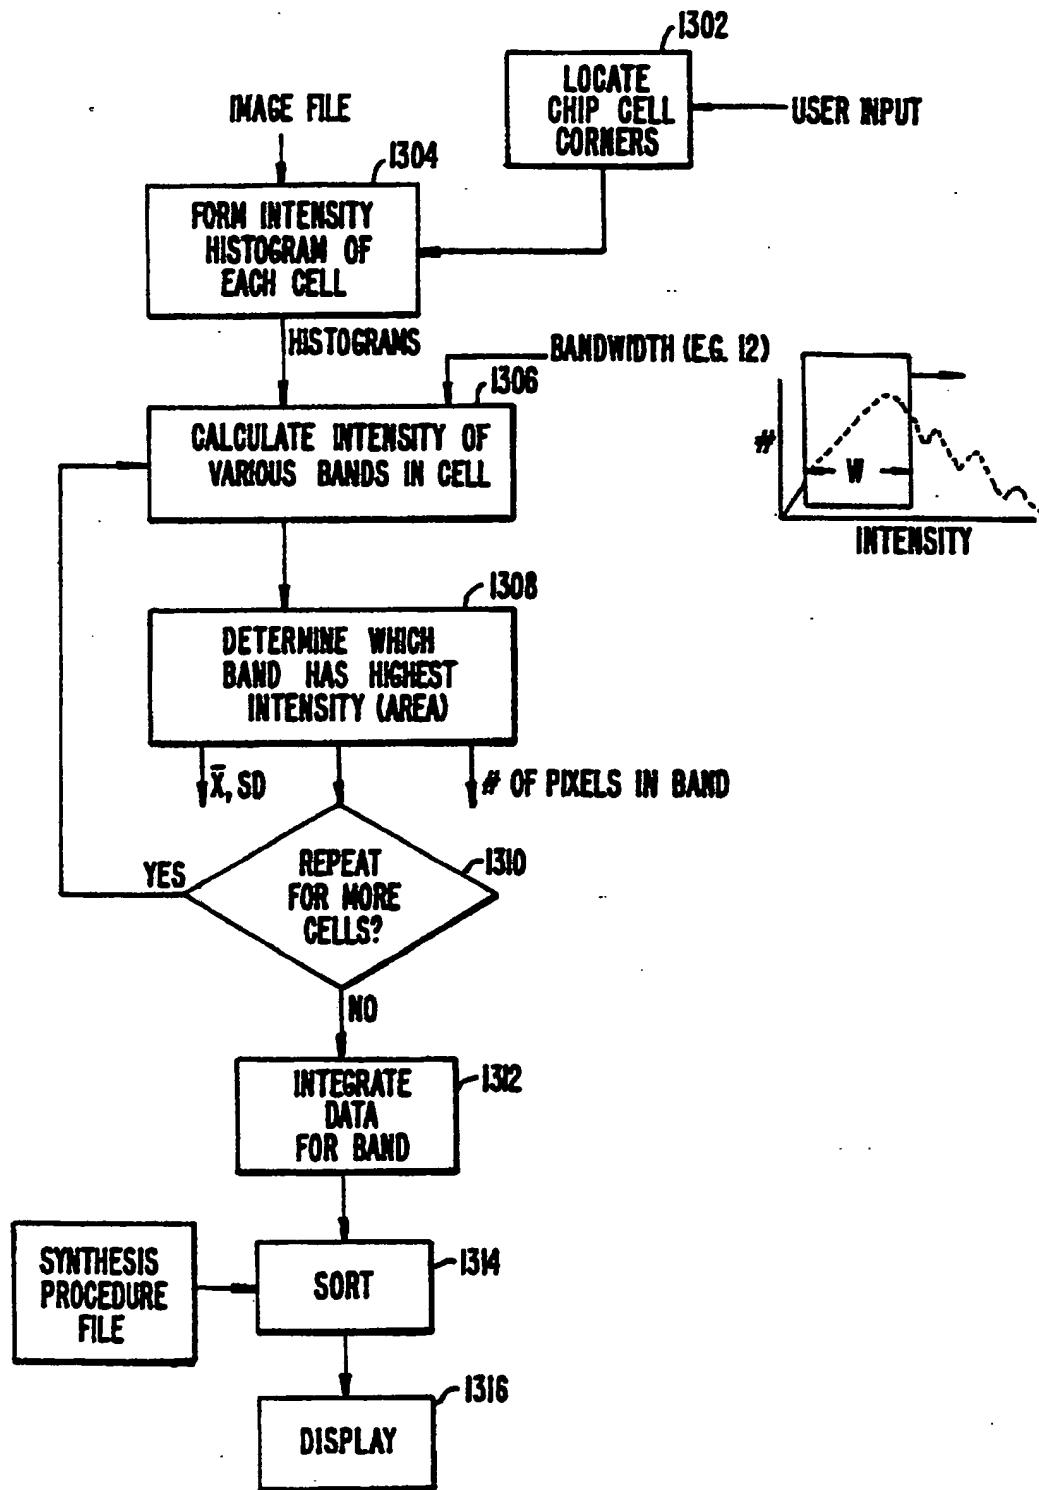 1302
LOCATE
CHIP CELL
CORNERS
USER INPUT
IMAGE FILE
1304
FORM INTENSITY
HISTOGRAM OF
EACH CELL
HISTOGRAMS
BANDWIDTH (E.G. 12)
1306
CALCULATE INTENSITY OF
VARIOUS BANDS IN CELL
#
W
INTENSITY
1308
DETERMINE WHICH
BAND HAS HIGHEST
INTENSITY (AREA)
X̄, SD
# OF PIXELS IN BAND
1310
REPEAT
FOR MORE
CELLS?
YES
NO
1312
INTEGRATE
DATA
FOR BAND
SYNTHESIS
PROCEDURE
FILE
1314
SORT
1316
DISPLAY